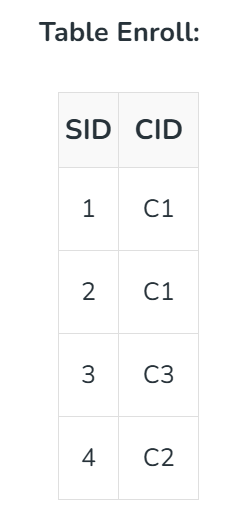 Table Enroll:
SID CID
1 C1
2 C1
3 C3
4 C2